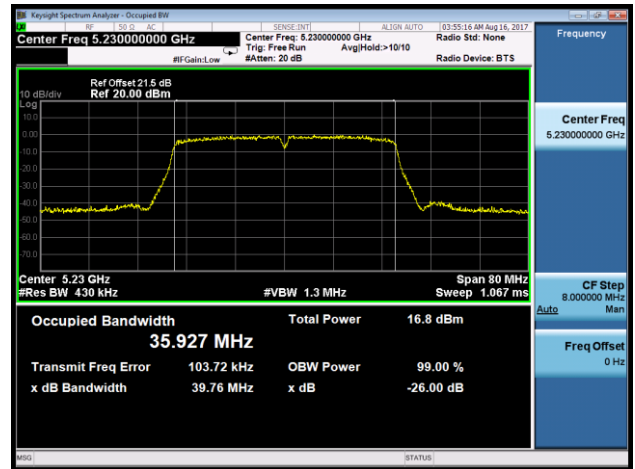 Keysight Spectrum Analyzer - Occupied BW
RF 50 Ω AC SENSE:INT ALIGN AUTO 03:55:16 AM Aug 16, 2017
Center Freq 5.230000000 GHz
Center Freq: 5.230000000 GHz
Radio Std: None
Trig: Free Run Avg|Hold:>10/10
#IFGain:Low #Atten: 20 dB Radio Device: BTS
Frequency
Ref Offset 21.5 dB
10 dB/div Ref 20.00 dBm
Log
10.0
0.00
-10.0
-20.0
-30.0
-40.0
-50.0
-60.0
-70.0
Center 5.23 GHz Span 80 MHz
#Res BW 430 kHz #VBW 1.3 MHz Sweep 1.067 ms
Occupied Bandwidth Total Power 16.8 dBm
35.927 MHz
Transmit Freq Error 103.72 kHz OBW Power 99.00 %
x dB Bandwidth 39.76 MHz x dB -26.00 dB
Center Freq
5.230000000 GHz
CF Step
8.000000 MHz
Auto Man
Freq Offset
0 Hz
MSG STATUS